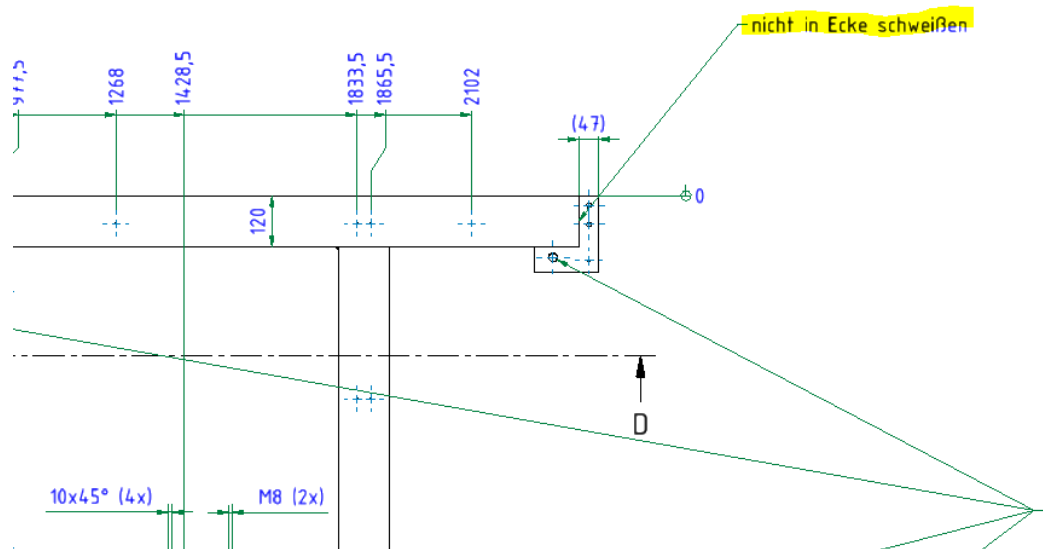 nicht in Ecke schweißen
1268
1428,5
1833,5
1865,5
2102
(47)
0
120
D
10x45° (4x)
M8 (2x)